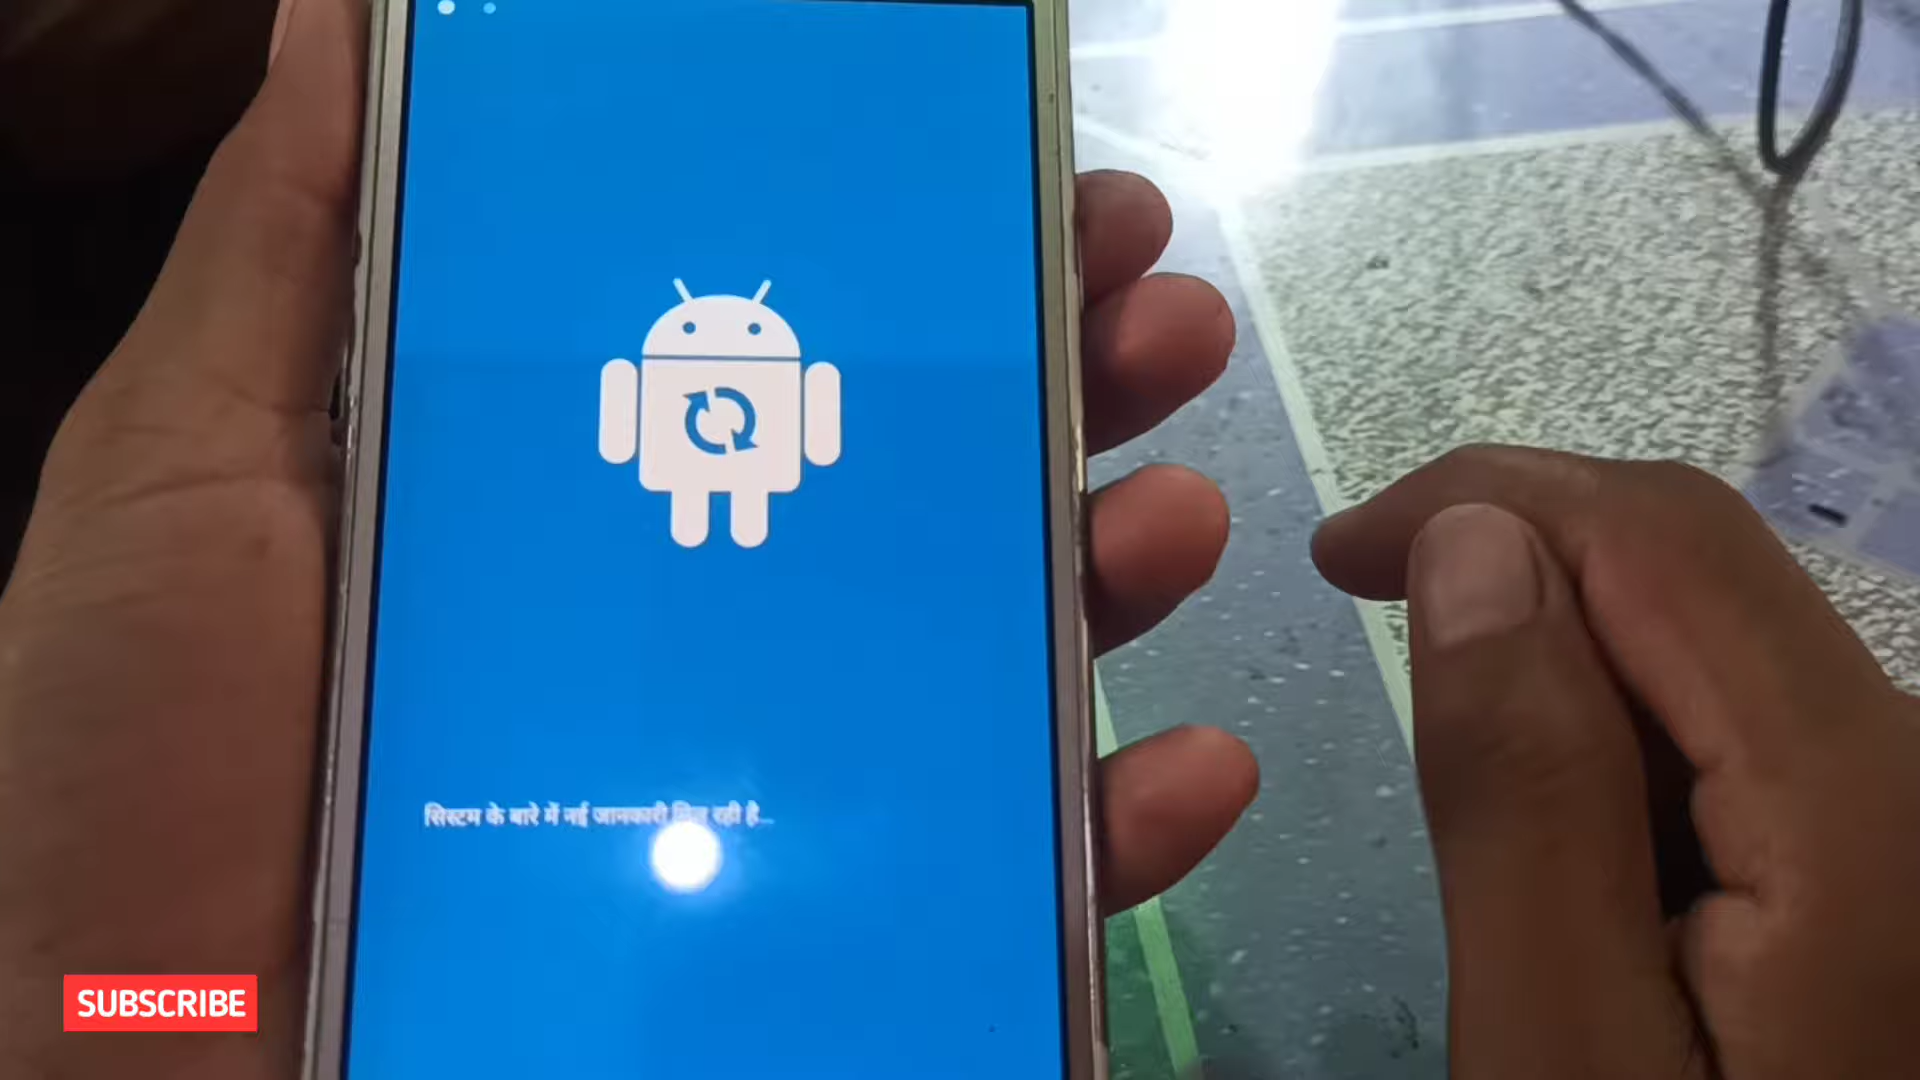 सिस्टम के बारे में नई जानकारी मिल रही है...
SUBSCRIBE